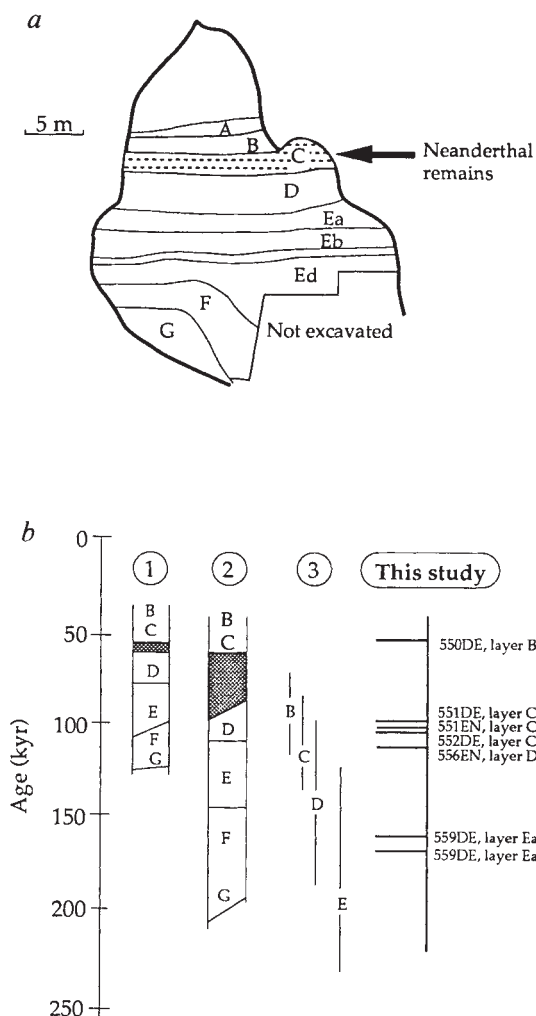 a
5 m
A
B
C
Neanderthal
remains
D
Ea
Eb
Ed
F
Not excavated
G
b
0
50
100
150
200
250
Age (kyr)
1
B
C
D
E
F
G
2
B
C
D
E
F
G
3
B
C
D
E
This study
550DE, layer B
551DE, layer C
551EN, layer C
552DE, layer C
556EN, layer D
559DE, layer Ea
559DE, layer Ea